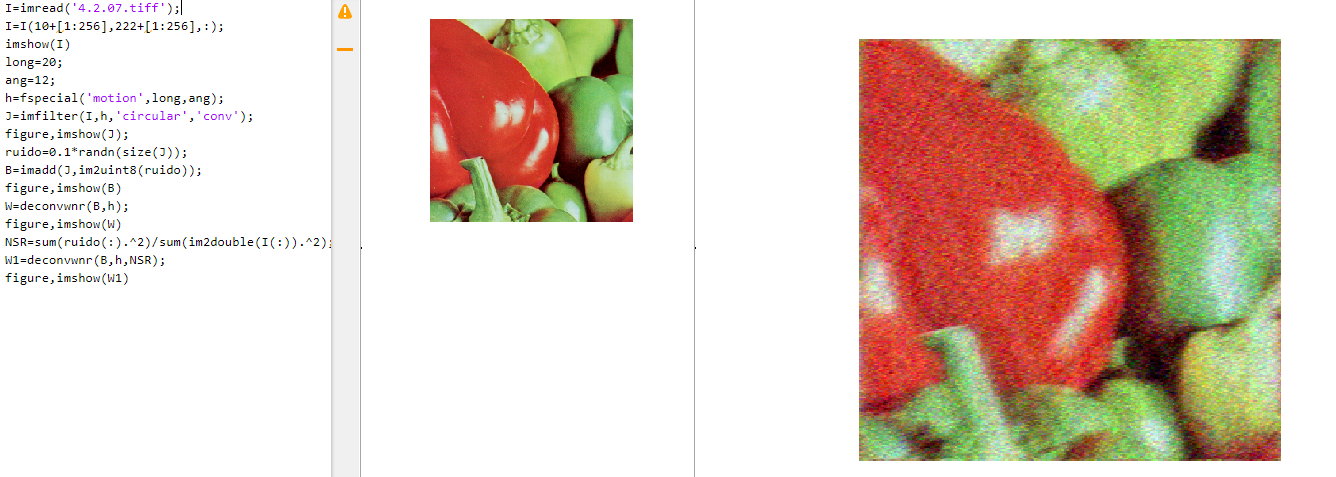 I=imread('4.2.07.tiff');
I=I(10+[1:256],222+[1:256],:);
imshow(I)
long=20;
ang=12;
h=fspecial('motion',long,ang);
J=imfilter(I,h,'circular','conv');
figure,imshow(J);
ruido=0.1*randn(size(J));
B=imadd(J,im2uint8(ruido));
figure,imshow(B)
W=deconvwnr(B,h);
figure,imshow(W)
NSR=sum(ruido(:).^2)/sum(im2double(I(:)).^2);
W1=deconvwnr(B,h,NSR);
figure,imshow(W1)